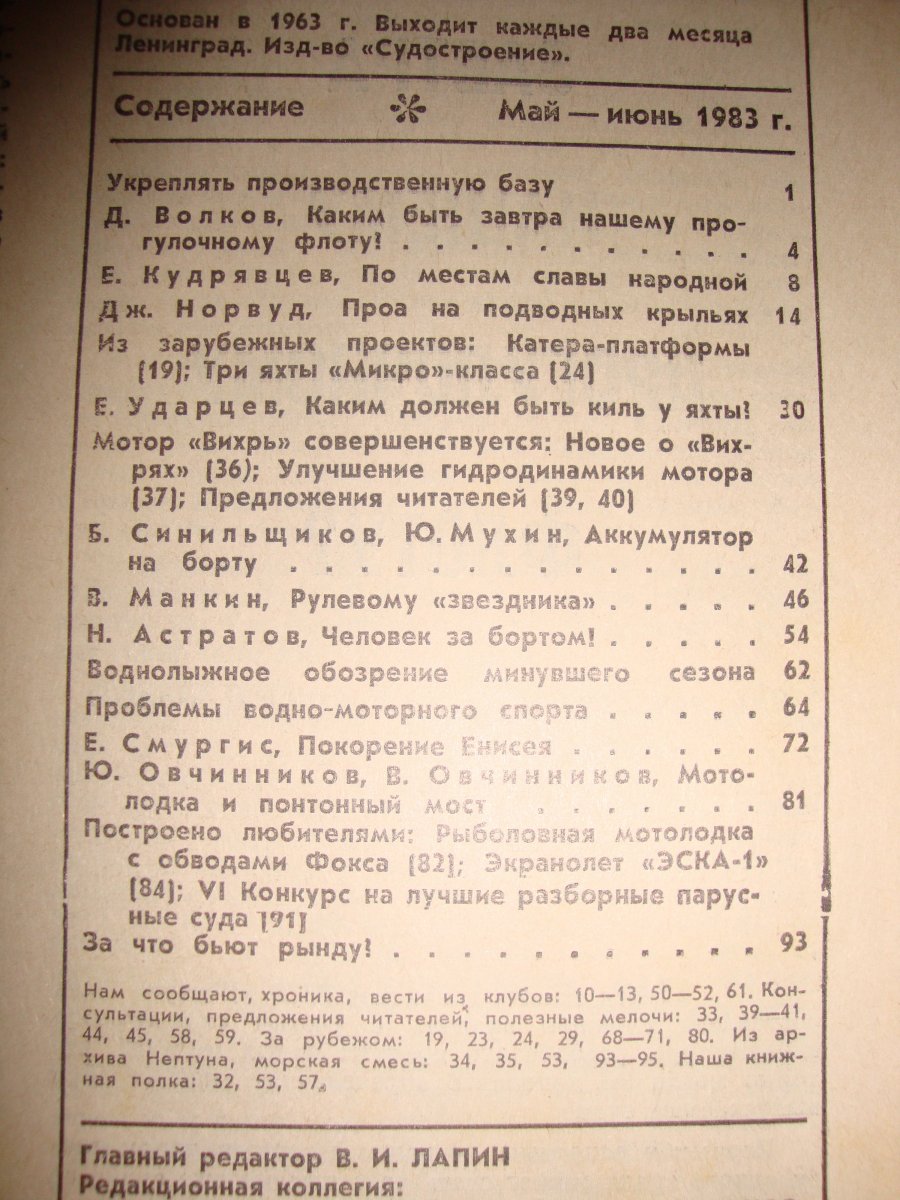 Основан в 1963 г. Выходит каждые два месяца
Ленинград. Изд-во «Судостроение».
Содержание Май — июнь 1983 г.
Укреплять производственную базу 1
Д. Волков, Каким быть завтра нашему про-
гулочному флоту? . . . . . . . . . . 4
Е. Кудрявцев, По местам славы народной 8
Дж. Норвуд, Проа на подводных крыльях 14
Из зарубежных проектов: Катера-платформы
(19); Три яхты «Микро»-класса (24)
Е. Ударцев, Каким должен быть киль у яхты? 30
Мотор «Вихрь» совершенствуется: Новое о «Вих-
рях» (36); Улучшение гидродинамики мотора
(37); Предложения читателей (39, 40)
Б. Синильщиков, Ю. Мухин, Аккумулятор
на борту . . . . . . . . . . . . . . 42
В. Манкин, Рулевому «звездника» . . . . . 46
Н. Астратов, Человек за бортом! . . . . . 54
Воднолыжное обозрение минувшего сезона 62
Проблемы водно-моторного спорта . . . . . 64
Е. Смургис, Покорение Енисея . . . . . . 72
Ю. Овчинников, В. Овчинников, Мото-
лодка и понтонный мост . . . . . . . 81
Построено любителями: Рыболовная мотолодка
с обводами Фокса (82); Экранолет «ЭСКА-1»
(84); VI Конкурс на лучшие разборные парус-
ные суда (91)
За что бьют рынду? . . . . . . . . . . . 93
Нам сообщают, хроника, вести из клубов: 10—13, 50—52, 61. Кон-
сультации, предложения читателей, полезные мелочи: 33, 39—41,
44, 45, 58, 59. За рубежом: 19, 23, 24, 29, 68—71, 80. Из ар-
хива Нептуна, морская смесь: 34, 35, 53, 93—95. Наша книж-
ная полка: 32, 53, 57.
Главный редактор В. И. ЛАПИН
Редакционная коллегия: